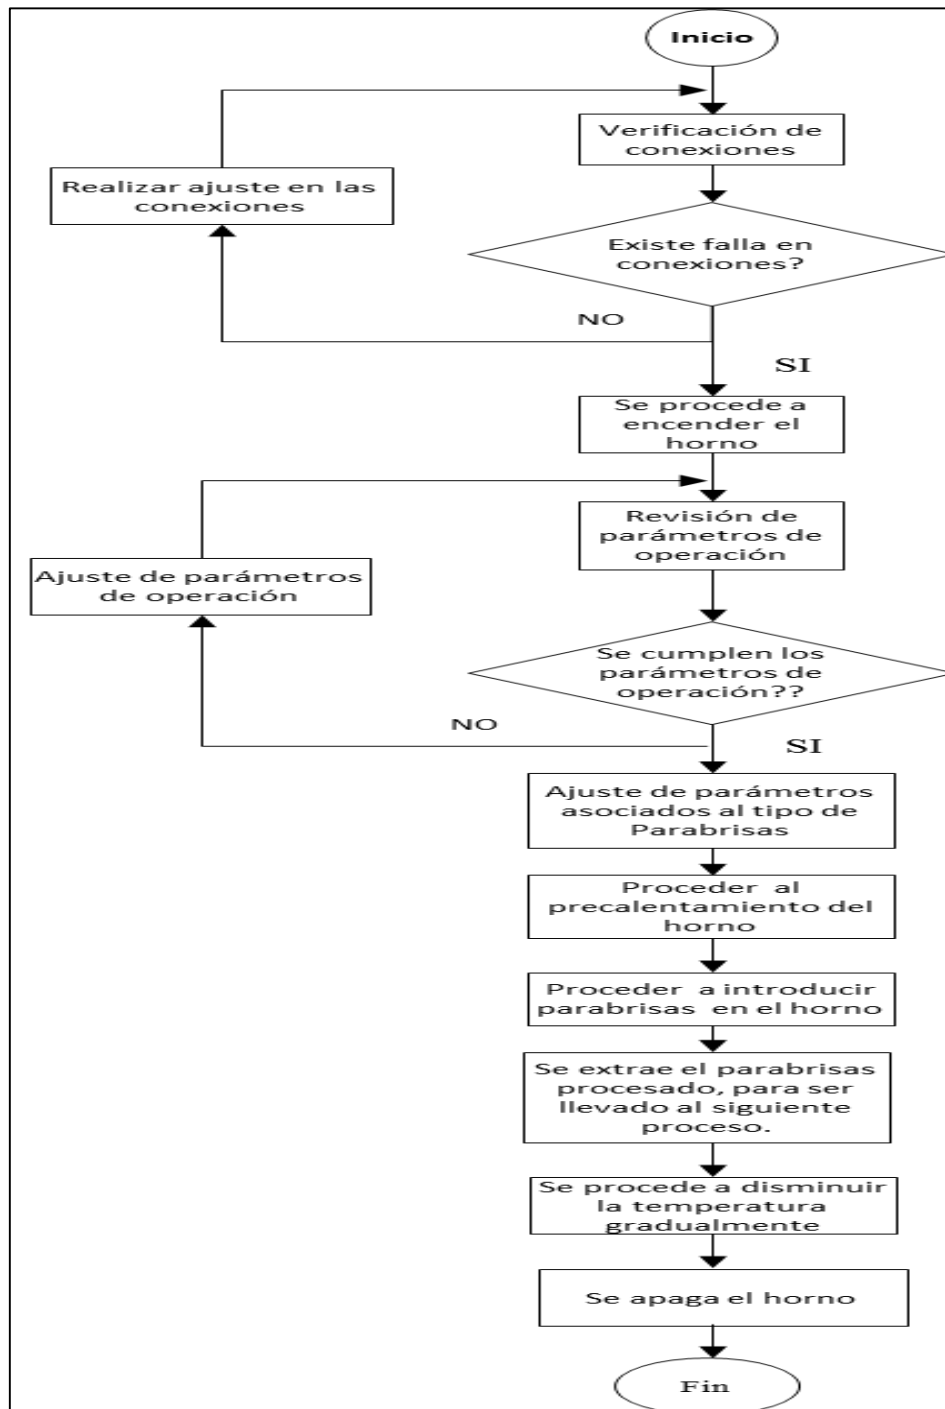 Inicio
Verificación de
conexiones
Realizar ajuste en las
conexiones
Existe falla en
conexiones?
NO
SI
Se procede a
encender el
horno
Revisión de
parámetros de
operación
Ajuste de parámetros
de operación
Se cumplen los
parámetros de
operación??
NO
SI
Ajuste de parámetros
asociados al tipo de
Parabrisas
Proceder al
precalentamiento del
horno
Proceder a introducir
parabrisas en el horno
Se extrae el parabrisas
procesado, para ser
llevado al siguiente
proceso.
Se procede a disminuir
la temperatura
gradualmente
Se apaga el horno
Fin